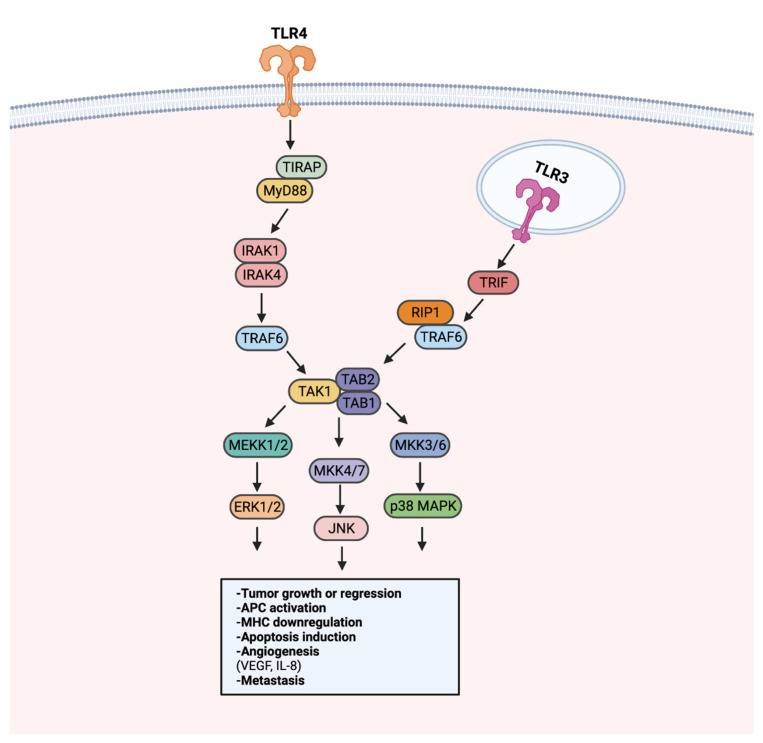 TLR4
TIRAP
MyD88
TLR3
IRAK1
IRAK4
TRIF
RIP1
TRAF6
TRAF6
TAK1
TAB2
TAB1
MEKK1/2
MKK4/7
MKK3/6
ERK1/2
JNK
p38 MAPK
-Tumor growth or regression
-APC activation
-MHC downregulation
-Apoptosis induction
-Angiogenesis
(VEGF, IL-8)
-Metastasis